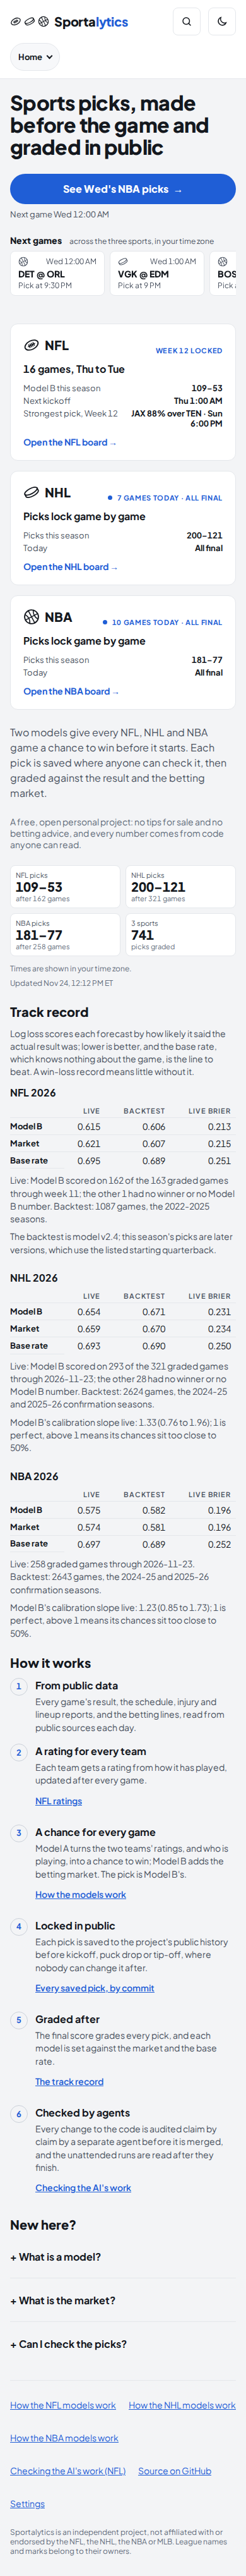 Sportalytics
Home
Sports picks, made
before the game and
graded in public
See Wed's NBA picks →
Next game Wed 12:00 AM
Next games across the three sports, in your time zone
Wed 12:00 AM
DET @ ORL
Pick at 9:30 PM
Wed 1:00 AM
VGK @ EDM
Pick at 9 PM
BOS
Pick a
NFL
WEEK 12 LOCKED
16 games, Thu to Tue
Model B this season 109–53
Next kickoff Thu 1:00 AM
Strongest pick, Week 12 JAX 88% over TEN · Sun
6:00 PM
Open the NFL board →
NHL
7 GAMES TODAY · ALL FINAL
Picks lock game by game
Picks this season 200–121
Today All final
Open the NHL board →
NBA
10 GAMES TODAY · ALL FINAL
Picks lock game by game
Picks this season 181–77
Today All final
Open the NBA board →
Two models give every NFL, NHL and NBA
game a chance to win before it starts. Each
pick is saved where anyone can check it, then
graded against the result and the betting
market.
A free, open personal project: no tips for sale and no
betting advice, and every number comes from code
anyone can read.
NFL picks
109–53
after 162 games
NHL picks
200–121
after 321 games
NBA picks
181–77
after 258 games
3 sports
741
picks graded
Times are shown in your time zone.
Updated Nov 24, 12:12 PM ET
Track record
Log loss scores each forecast by how likely it said the
actual result was; lower is better, and the base rate,
which knows nothing about the game, is the line to
beat. A win-loss record means little without it.
NFL 2026
LIVE BACKTEST LIVE BRIER
Model B 0.615 0.606 0.213
Market 0.621 0.607 0.215
Base rate 0.695 0.689 0.251
Live: Model B scored on 162 of the 163 graded games
through week 11; the other 1 had no winner or no Model
B number. Backtest: 1087 games, the 2022-2025
seasons.
The backtest is model v2.4; this season's picks are later
versions, which use the listed starting quarterback.
NHL 2026
LIVE BACKTEST LIVE BRIER
Model B 0.654 0.671 0.231
Market 0.659 0.670 0.234
Base rate 0.693 0.690 0.250
Live: Model B scored on 293 of the 321 graded games
through 2026-11-23; the other 28 had no winner or no
Model B number. Backtest: 2624 games, the 2024-25
and 2025-26 confirmation seasons.
Model B's calibration slope live: 1.33 (0.76 to 1.96); 1 is
perfect, above 1 means its chances sit too close to
50%.
NBA 2026
LIVE BACKTEST LIVE BRIER
Model B 0.575 0.582 0.196
Market 0.574 0.581 0.196
Base rate 0.697 0.689 0.252
Live: 258 graded games through 2026-11-23.
Backtest: 2643 games, the 2024-25 and 2025-26
confirmation seasons.
Model B's calibration slope live: 1.23 (0.85 to 1.73); 1 is
perfect, above 1 means its chances sit too close to
50%.
How it works
1 From public data
Every game's result, the schedule, injury and
lineup reports, and the betting lines, read from
public sources each day.
2 A rating for every team
Each team gets a rating from how it has played,
updated after every game.
NFL ratings
3 A chance for every game
Model A turns the two teams' ratings, and who is
playing, into a chance to win; Model B adds the
betting market. The pick is Model B's.
How the models work
4 Locked in public
Each pick is saved to the project's public history
before kickoff, puck drop or tip-off, where
nobody can change it after.
Every saved pick, by commit
5 Graded after
The final score grades every pick, and each
model is set against the market and the base
rate.
The track record
6 Checked by agents
Every change to the code is audited claim by
claim by a separate agent before it is merged,
and the unattended runs are read after they
finish.
Checking the AI's work
New here?
+ What is a model?
+ What is the market?
+ Can I check the picks?
How the NFL models work How the NHL models work
How the NBA models work
Checking the AI's work (NFL) Source on GitHub
Settings
Sportalytics is an independent project, not affiliated with or
endorsed by the NFL, the NHL, the NBA or MLB. League names
and marks belong to their owners.